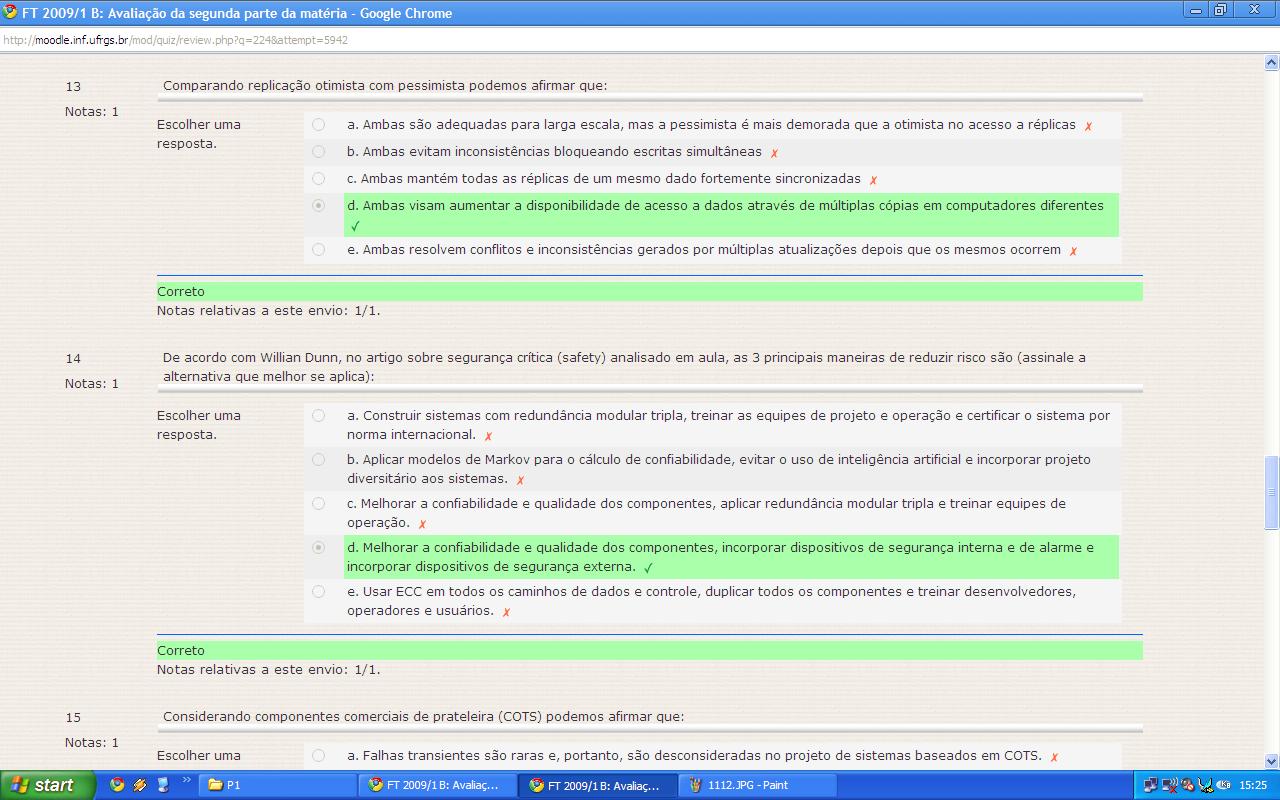 FT 2009/1 B: Avaliação da segunda parte da matéria - Google Chrome
http://moodle.inf.ufrgs.br/mod/quiz/review.php?q=224&attempt=5942
13
Comparando replicação otimista com pessimista podemos afirmar que:
Notas: 1
Escolher uma
resposta.
a. Ambas são adequadas para larga escala, mas a pessimista é mais demorada que a otimista no acesso a réplicas ✗
b. Ambas evitam inconsistências bloqueando escritas simultâneas ✗
c. Ambas mantém todas as réplicas de um mesmo dado fortemente sincronizadas ✗
d. Ambas visam aumentar a disponibilidade de acesso a dados através de múltiplas cópias em computadores diferentes
✓
e. Ambas resolvem conflitos e inconsistências gerados por múltiplas atualizações depois que os mesmos ocorrem ✗
Correto
Notas relativas a este envio: 1/1.
14
De acordo com Willian Dunn, no artigo sobre segurança crítica (safety) analisado em aula, as 3 principais maneiras de reduzir risco são (assinale a
alternativa que melhor se aplica):
Notas: 1
Escolher uma
resposta.
a. Construir sistemas com redundância modular tripla, treinar as equipes de projeto e operação e certificar o sistema por
norma internacional. ✗
b. Aplicar modelos de Markov para o cálculo de confiabilidade, evitar o uso de inteligência artificial e incorporar projeto
diversitário aos sistemas. ✗
c. Melhorar a confiabilidade e qualidade dos componentes, aplicar redundância modular tripla e treinar equipes de
operação. ✗
d. Melhorar a confiabilidade e qualidade dos componentes, incorporar dispositivos de segurança interna e de alarme e
incorporar dispositivos de segurança externa. ✓
e. Usar ECC em todos os caminhos de dados e controle, duplicar todos os componentes e treinar desenvolvedores,
operadores e usuários. ✗
Correto
Notas relativas a este envio: 1/1.
15
Considerando componentes comerciais de prateleira (COTS) podemos afirmar que:
Notas: 1
Escolher uma
a. Falhas transientes são raras e, portanto, são desconsideradas no projeto de sistemas baseados em COTS. ✗
start
P1
FT 2009/1 B: Avaliaç...
FT 2009/1 B: Avaliaç...
1112.JPG - Paint
15:25